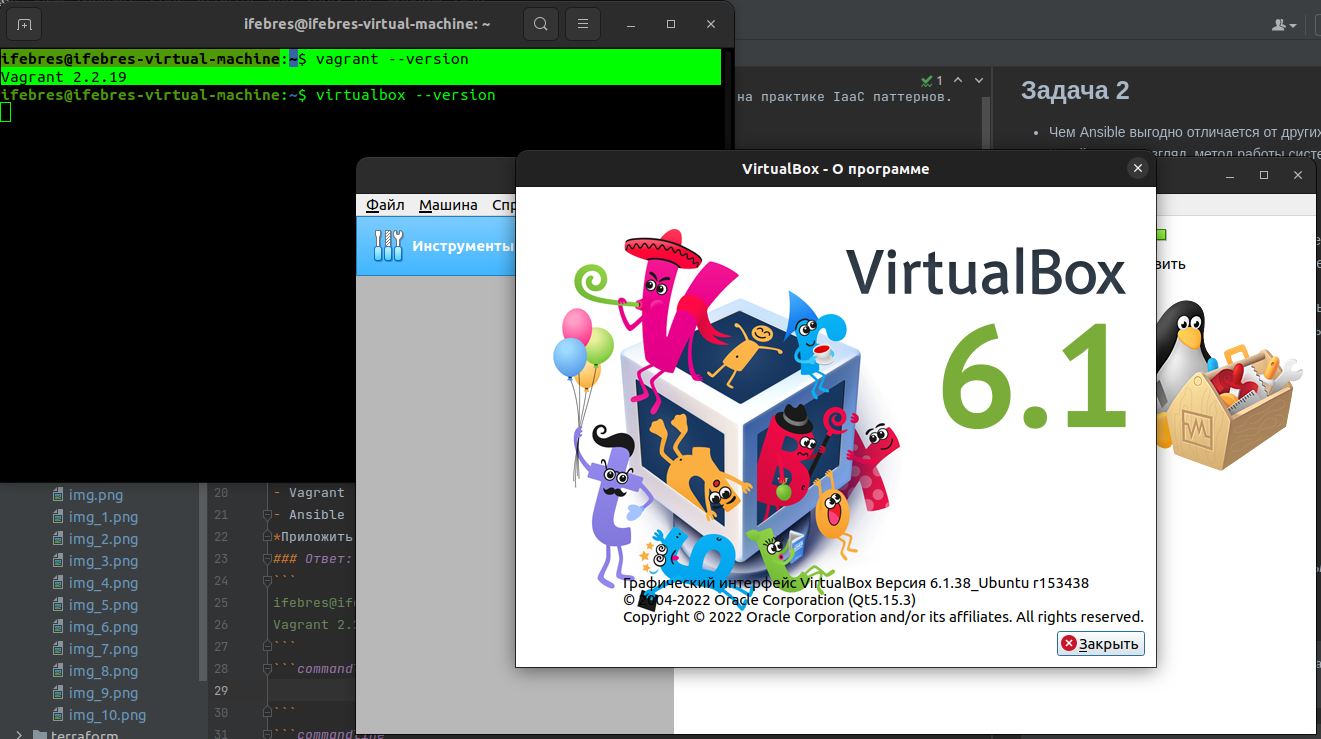 ifebres@ifebres-virtual-machine: ~
ifebres@ifebres-virtual-machine:~$ vagrant --version
Vagrant 2.2.19
ifebres@ifebres-virtual-machine:~$ virtualbox --version
1
на практике IaaC паттернов.
Задача 2
• Чем Ansible выгодно отличается от других
взгляд, метод работы систе
VirtualBox - О программе
Файл Машина Спр
Инструменты
вить
VirtualBox
6.1
Графический интерфейс VirtualBox Версия 6.1.38_Ubuntu r153438
© 2004-2022 Oracle Corporation (Qt5.15.3)
Copyright © 2022 Oracle Corporation and/or its affiliates. All rights reserved.
Закрыть
img.png
img_1.png
img_2.png
img_3.png
img_4.png
img_5.png
img_6.png
img_7.png
img_8.png
img_9.png
img_10.png
terraform
20 - Vagrant
21 - Ansible
22 *Приложить
23 ### Ответ:
24 ```
25 ifebres@ife
26 Vagrant 2.2
27 ```
28 ```command
29
30 ```
31 ```commandline